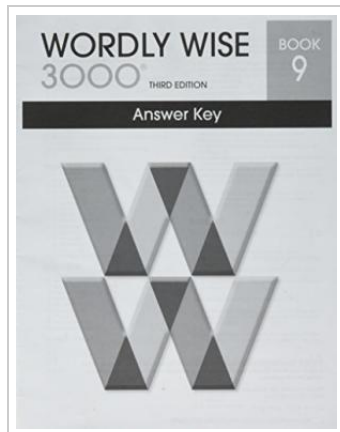 WORDLY WISE
3000®
THIRD EDITION
BOOK
9
Answer Key
W
W